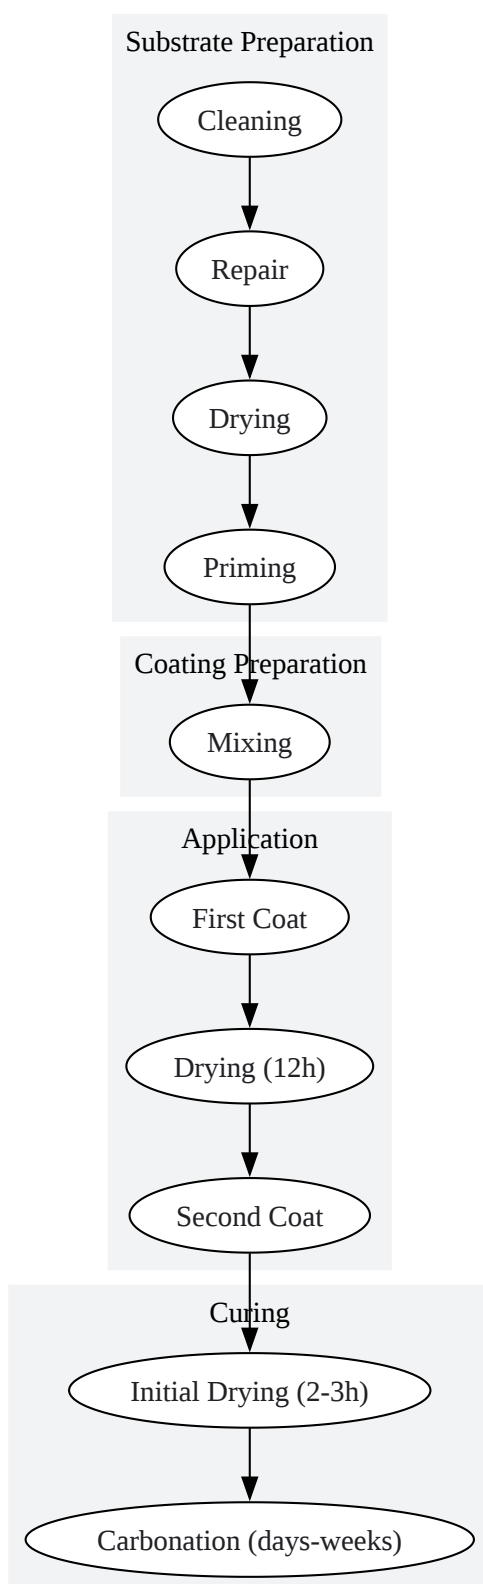 Substrate Preparation
Cleaning
Repair
Drying
Priming
Coating Preparation
Mixing
Application
First Coat
Drying (12h)
Second Coat
Curing
Initial Drying (2-3h)
Carbonation (days-weeks)